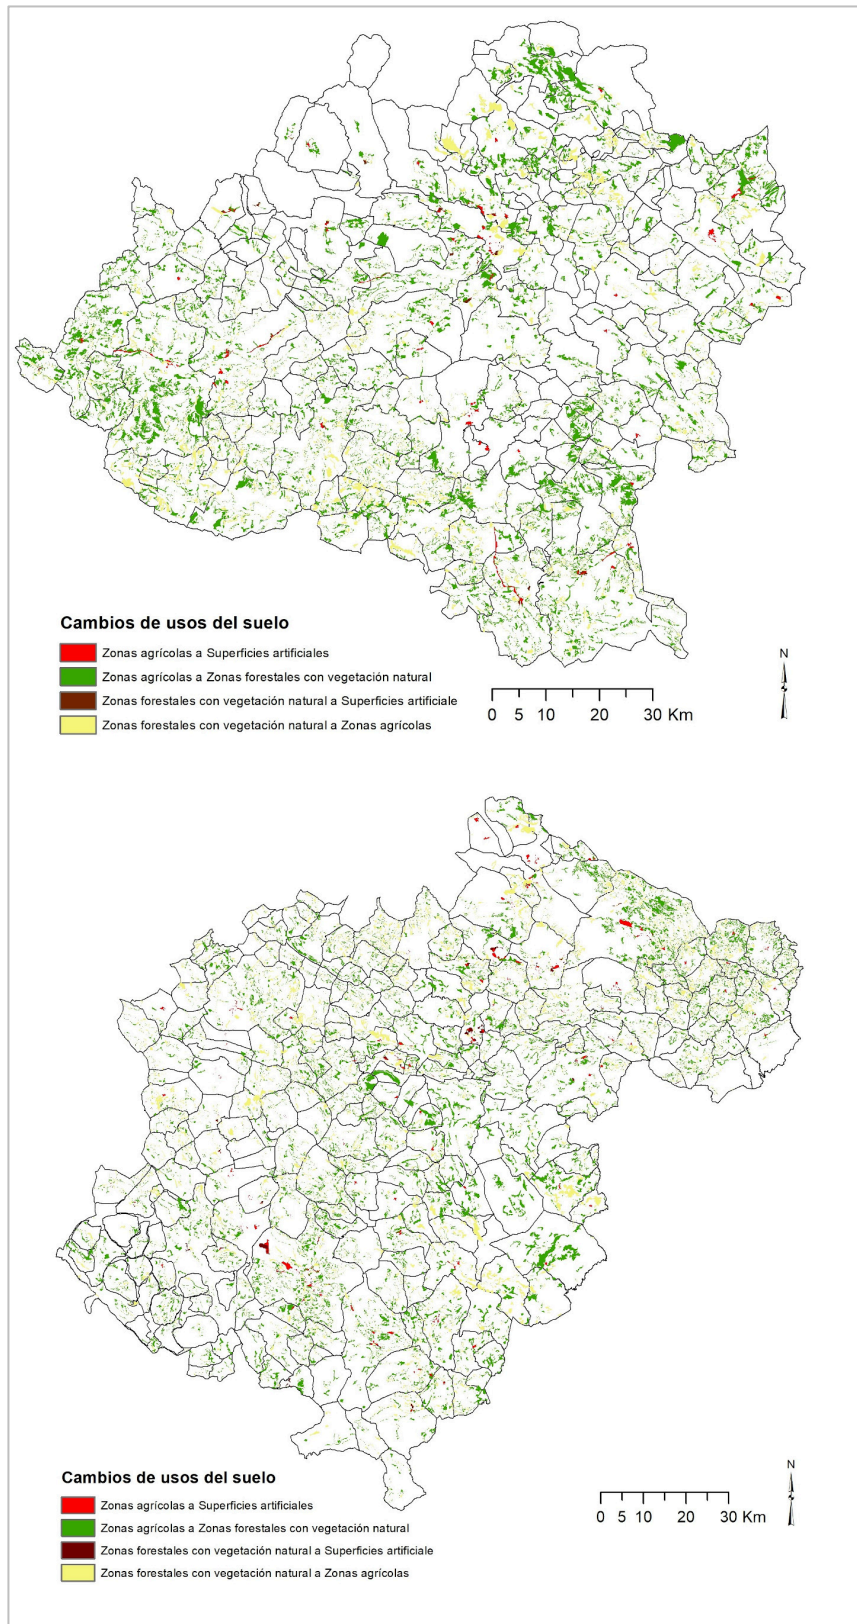 Cambios de usos del suelo
Zonas agrícolas a Superficies artificiales
Zonas agrícolas a Zonas forestales con vegetación natural
Zonas forestales con vegetación natural a Superficies artificiale
Zonas forestales con vegetación natural a Zonas agrícolas
0 5 10 20 30 Km
N
Cambios de usos del suelo
Zonas agrícolas a Superficies artificiales
Zonas agrícolas a Zonas forestales con vegetación natural
Zonas forestales con vegetación natural a Superficies artificiale
Zonas forestales con vegetación natural a Zonas agrícolas
0 5 10 20 30 Km
N